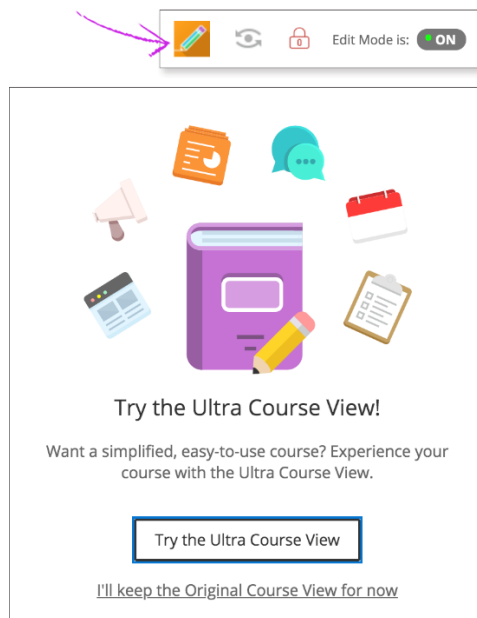 Edit Mode is: ON
Try the Ultra Course View!
Want a simplified, easy-to-use course? Experience your
course with the Ultra Course View.
Try the Ultra Course View
I'll keep the Original Course View for now